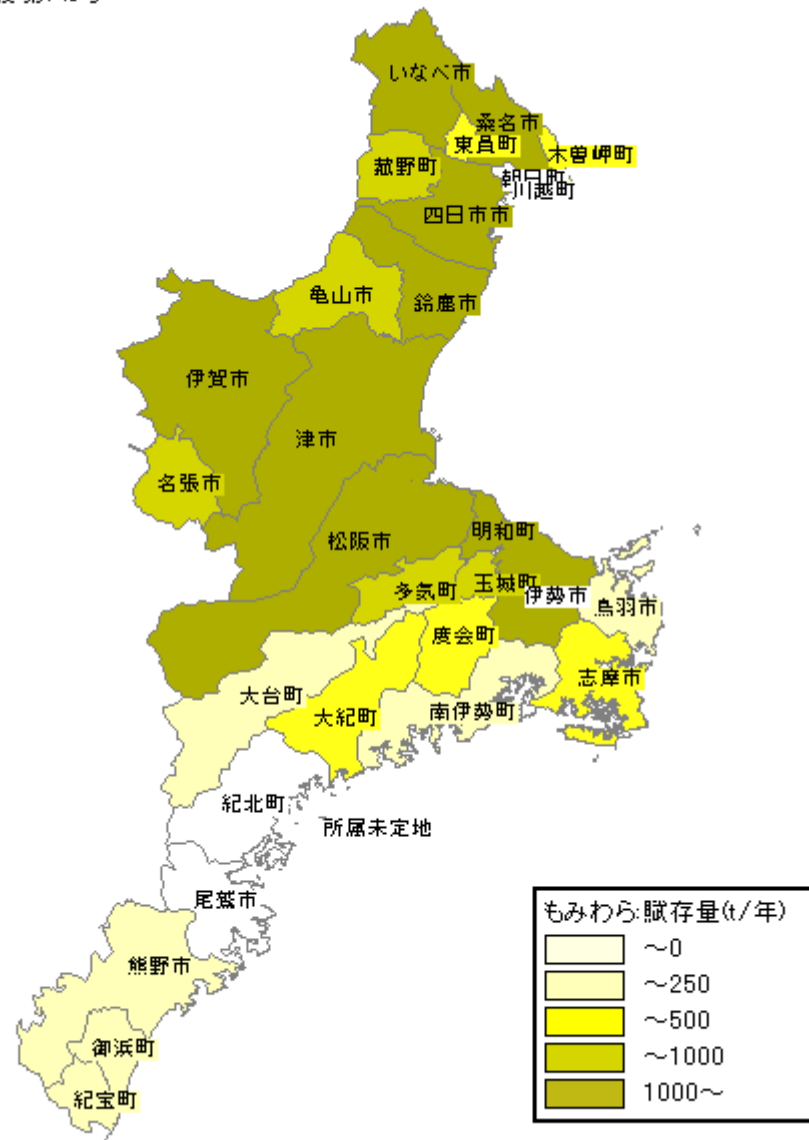 いなべ市
桑名市
東員町
木曽岬町
菰野町
朝日町
川越町
四日市市
亀山市
鈴鹿市
伊賀市
津市
名張市
松阪市
明和町
多気町
玉城町
伊勢市
鳥羽市
度会町
志摩市
大台町
大紀町
南伊勢町
紀北町
所属未定地
尾鷲市
熊野市
御浜町
紀宝町
もみわら:賦存量(t/年)
～0
～250
～500
～1000
1000～